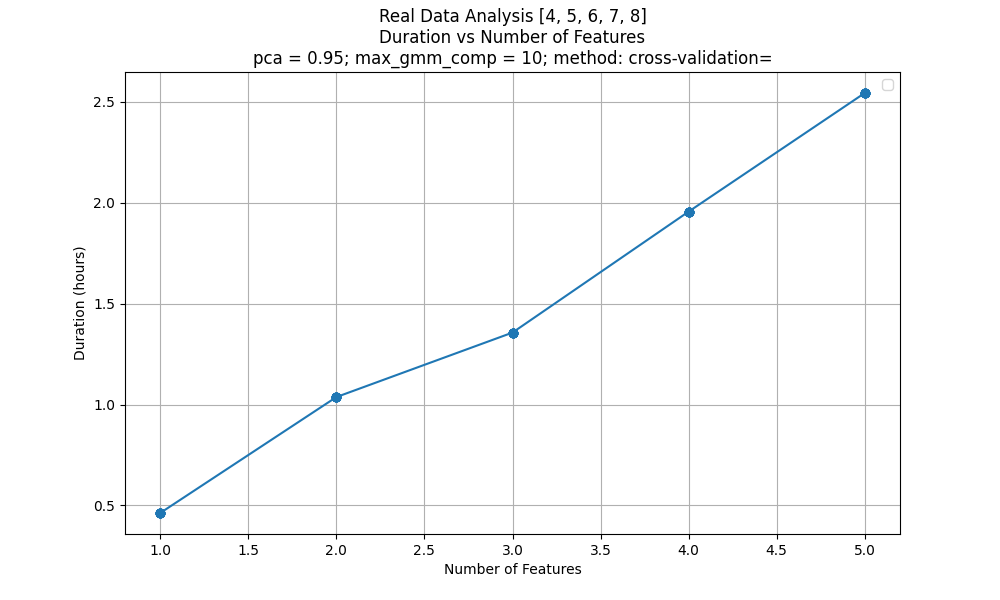 Real Data Analysis [4, 5, 6, 7, 8]
Duration vs Number of Features
pca = 0.95; max_gmm_comp = 10; method: cross-validation=
2.5
2.0
1.5
1.0
0.5
Duration (hours)
1.0 1.5 2.0 2.5 3.0 3.5 4.0 4.5 5.0
Number of Features